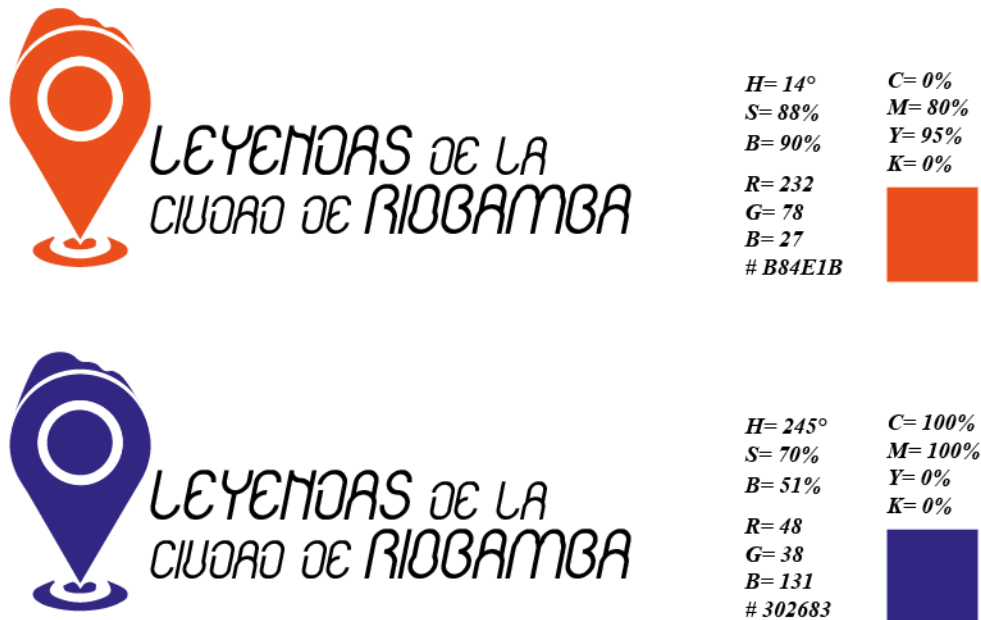 LEYENDAS DE LA
CIUDAD DE RIOBAMBA
H= 14°
S= 88%
B= 90%
R= 232
G= 78
B= 27
# B84E1B
C= 0%
M= 80%
Y= 95%
K= 0%
LEYENDAS DE LA
CIUDAD DE RIOBAMBA
H= 245°
S= 70%
B= 51%
R= 48
G= 38
B= 131
# 302683
C= 100%
M= 100%
Y= 0%
K= 0%